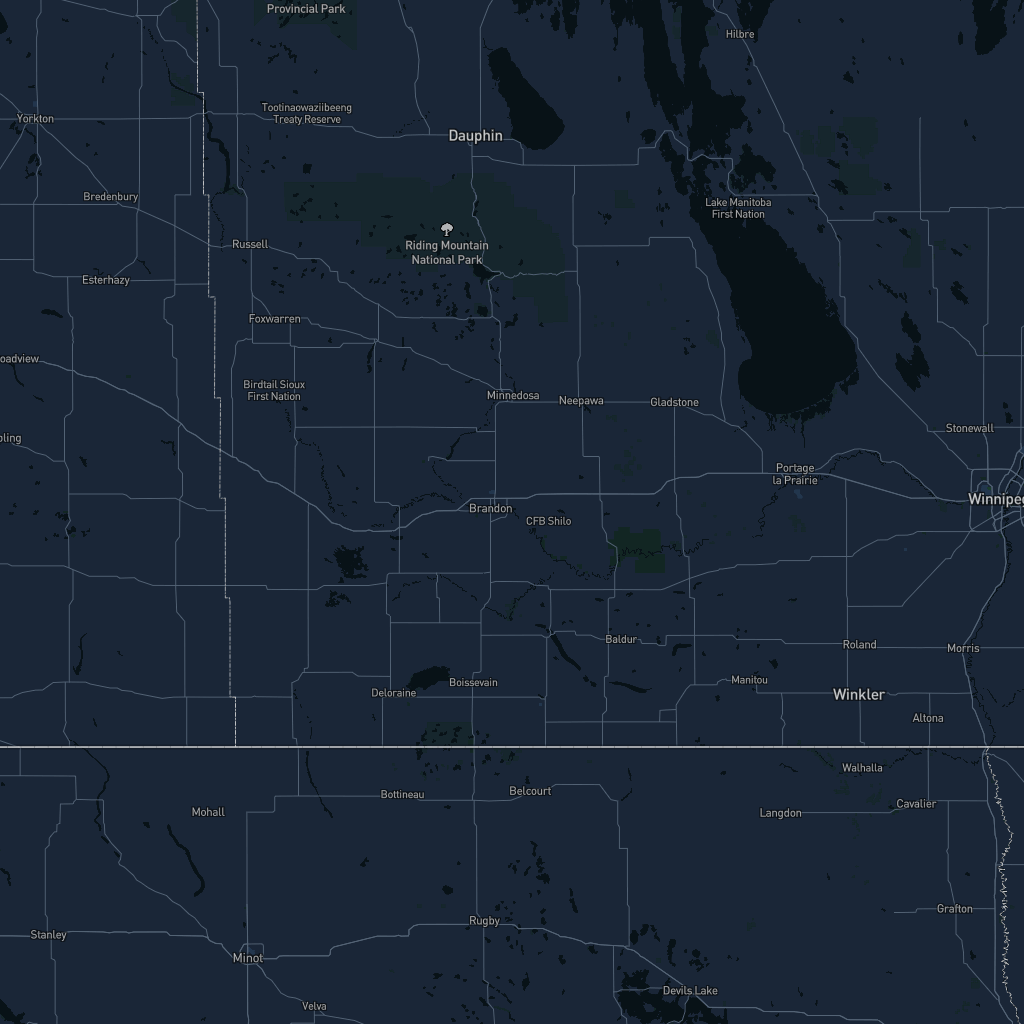 Provincial Park
Hilbre
Tootinaowaziibeeng
Treaty Reserve
Yorkton
Dauphin
Bredenbury
Lake Manitoba
First Nation
Russell
Riding Mountain
National Park
Esterhazy
Foxwarren
oadview
Birdtail Sioux
First Nation
Minnedosa
Neepawa
Gladstone
Stonewall
oling
Portage
la Prairie
Winnipeg
Brandon
CFB Shilo
Baldur
Roland
Morris
Manitou
Boissevain
Deloraine
Winkler
Altona
Walhalla
Belcourt
Bottineau
Cavalier
Mohall
Langdon
Grafton
Rugby
Stanley
Minot
Devils Lake
Velva